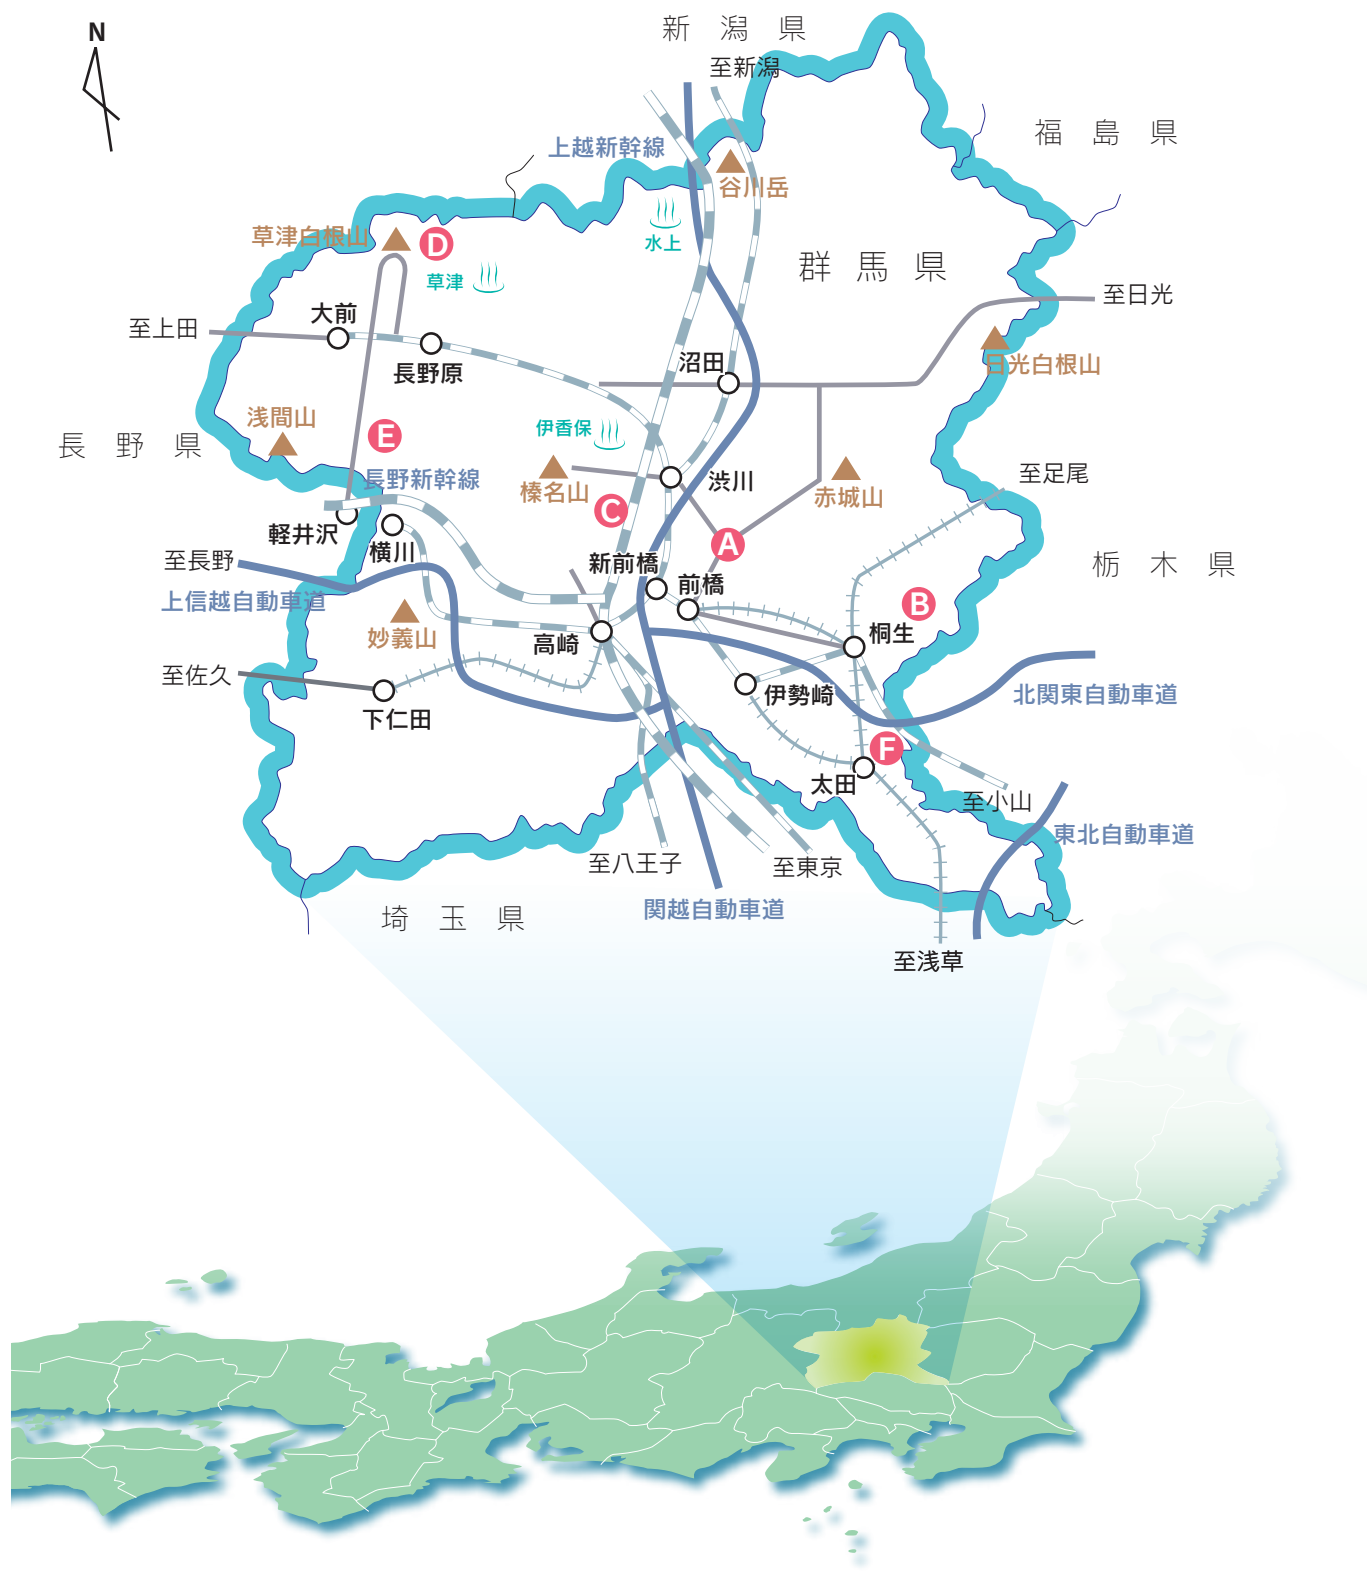 新潟県
N
至新潟
福島県
上越新幹線
谷川岳
草津白根山
D
水上
群馬県
草津
至日光
大前
至上田
長野原
沼田
日光白根山
浅間山
伊香保
E
長野県
至足尾
長野新幹線
榛名山
渋川
赤城山
C
軽井沢
横川
A
至長野
新前橋
前橋
栃木県
上信越自動車道
妙義山
B
高崎
桐生
至佐久
伊勢崎
北関東自動車道
下仁田
F
太田
至小山
東北自動車道
至八王子
至東京
関越自動車道
埼玉県
至浅草